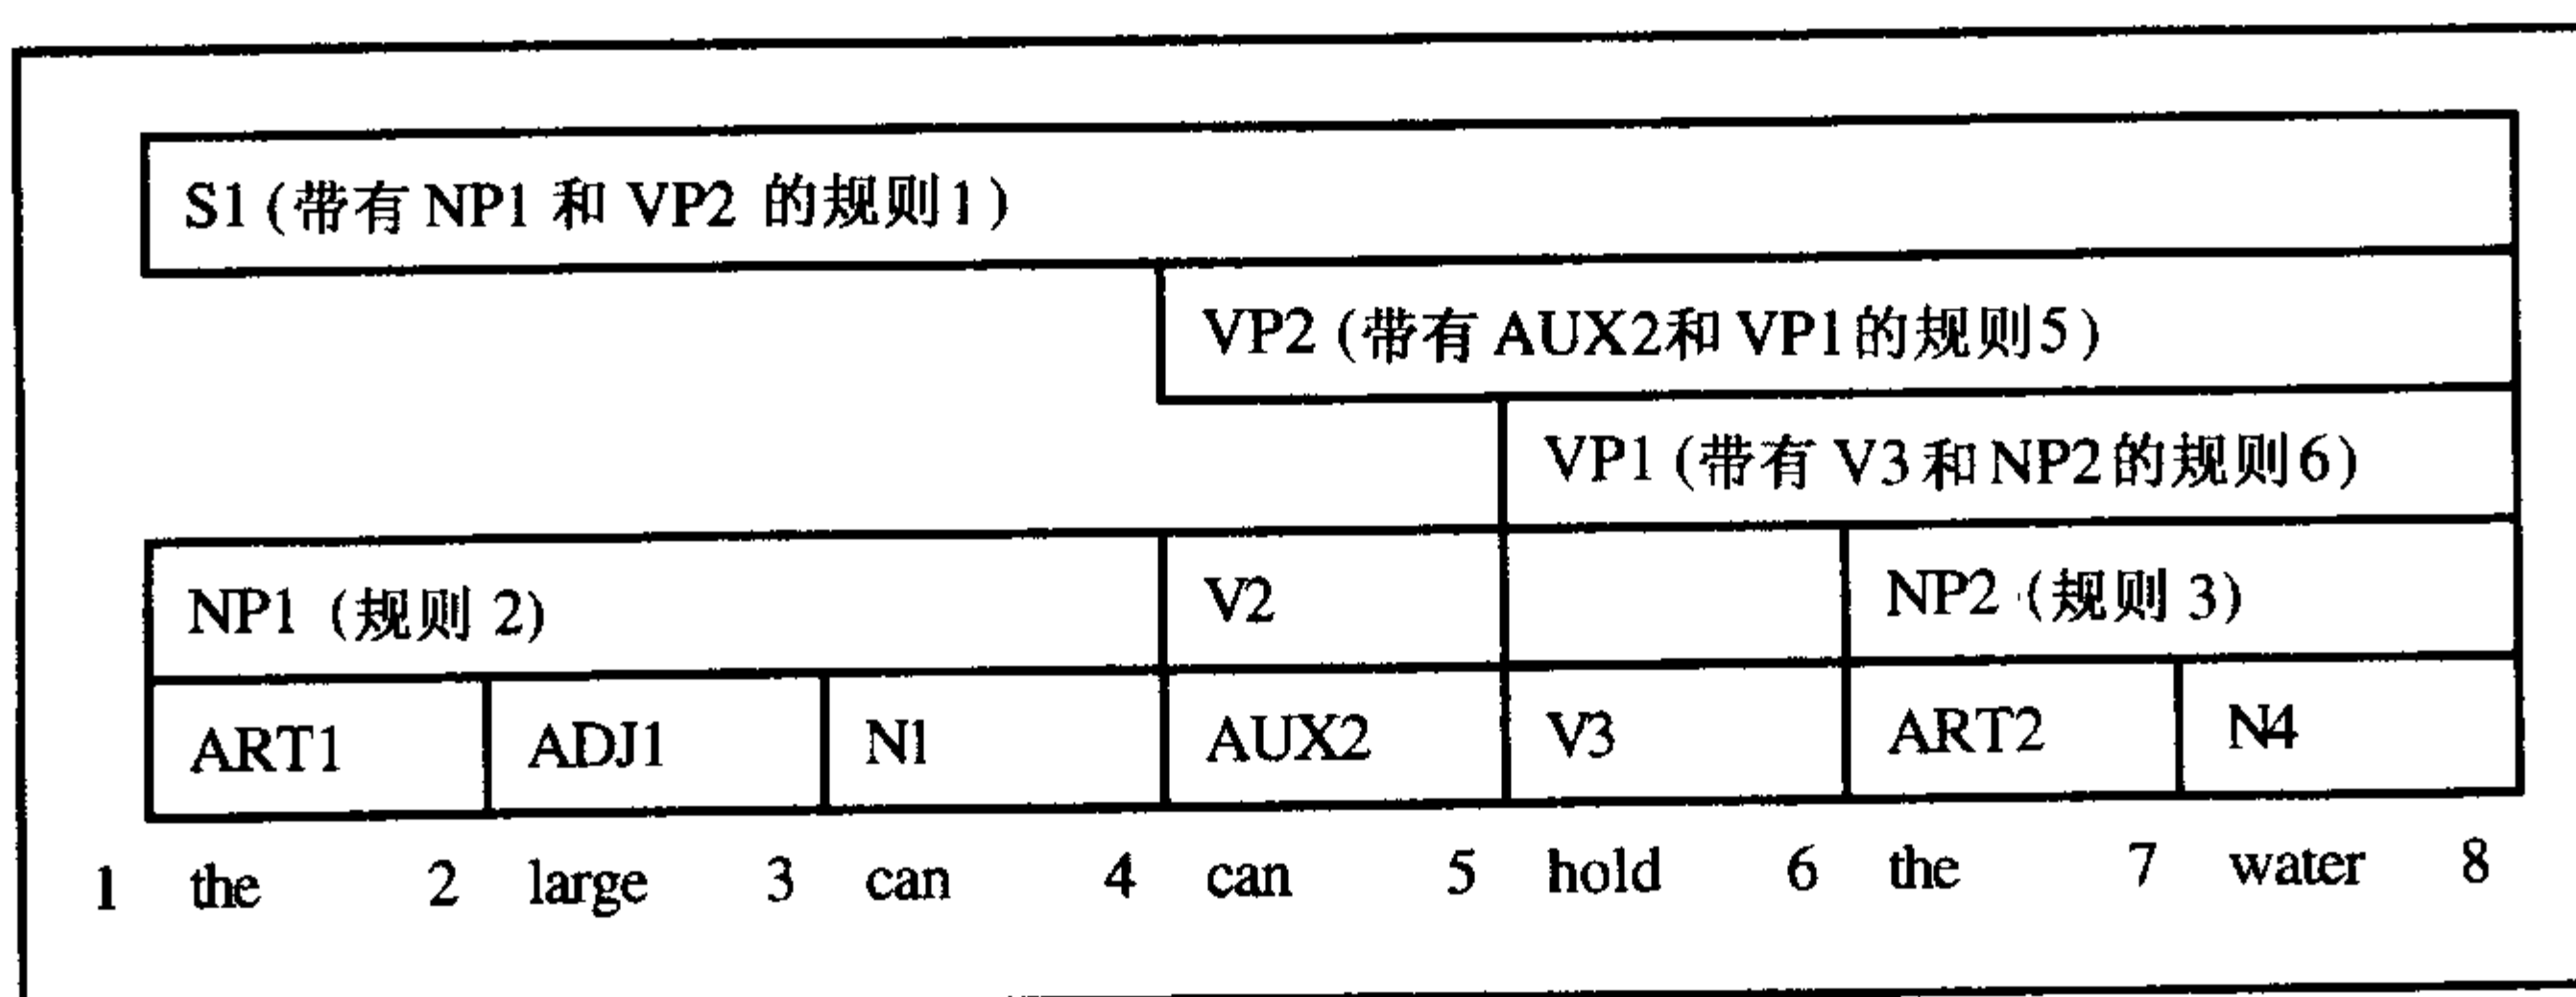 S1 (带有 NP1 和 VP2 的规则1)
VP2 (带有 AUX2和 VP1的规则5)
VP1 (带有 V3和NP2的规则6)
NP1 (规则 2) V2 NP2 (规则 3)
ART1 ADJ1 N1 AUX2 V3 ART2 N4
1 the 2 large 3 can 4 can 5 hold 6 the 7 water 8